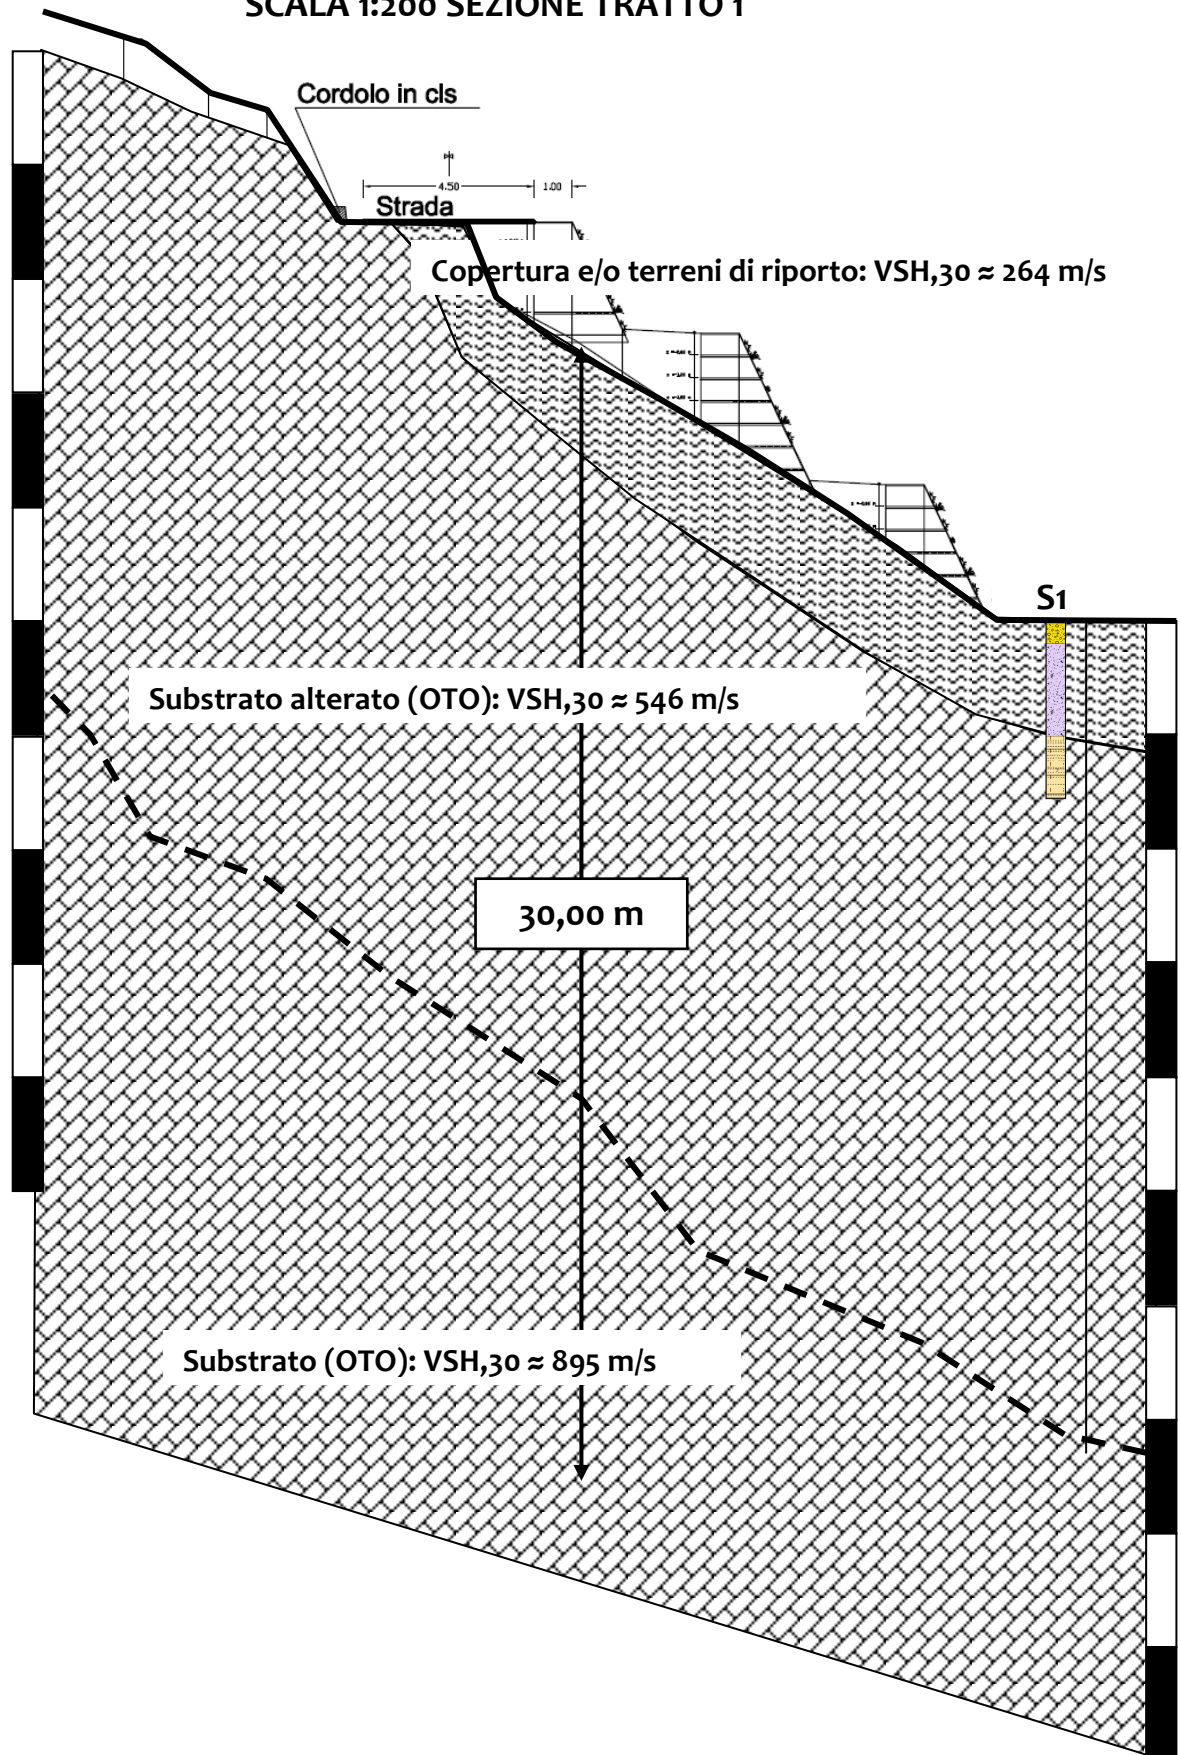 SCALA 1:200 SEZIONE TRATTO 1
Cordolo in cls
4.50
1.00
Strada
Copertura e/o terreni di riporto: VSH,30 ≈ 264 m/s
S1
Substrato alterato (OTO): VSH,30 ≈ 546 m/s
30,00 m
Substrato (OTO): VSH,30 ≈ 895 m/s